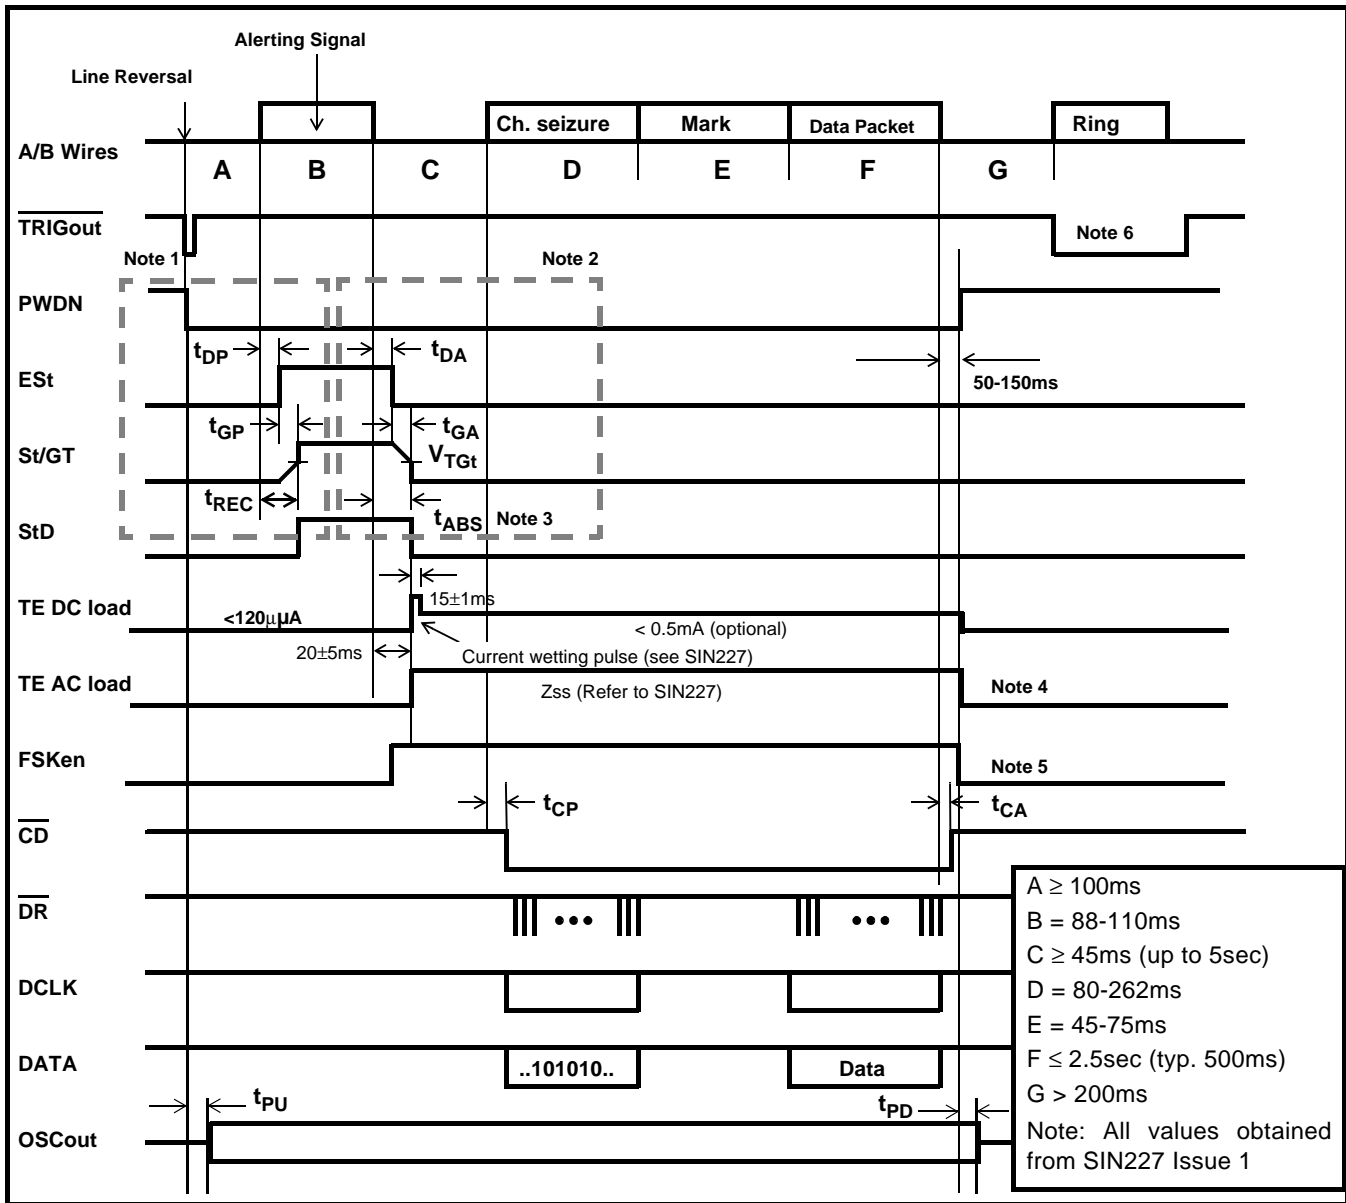 Alerting Signal
Line Reversal
A/B Wires
Ch. seizure Mark Data Packet Ring
A B C D E F G
TRIGout
Note 6
Note 1
Note 2
PWDN
tDP
tDA
50-150ms
ESt
tGP
tGA
St/GT
VTGt
tREC
tABS
Note 3
StD
15±1ms
TE DC load
<120µµA
< 0.5mA (optional)
20±5ms
Current wetting pulse (see SIN227)
TE AC load
Zss (Refer to SIN227)
Note 4
FSKen
Note 5
tCP
tCA
CD
DR
DCLK
DATA
..101010..
Data
tPU
tPD
OSCout
A ≥ 100ms
B = 88-110ms
C ≥ 45ms (up to 5sec)
D = 80-262ms
E = 45-75ms
F ≤ 2.5sec (typ. 500ms)
G > 200ms
Note: All values obtained
from SIN227 Issue 1